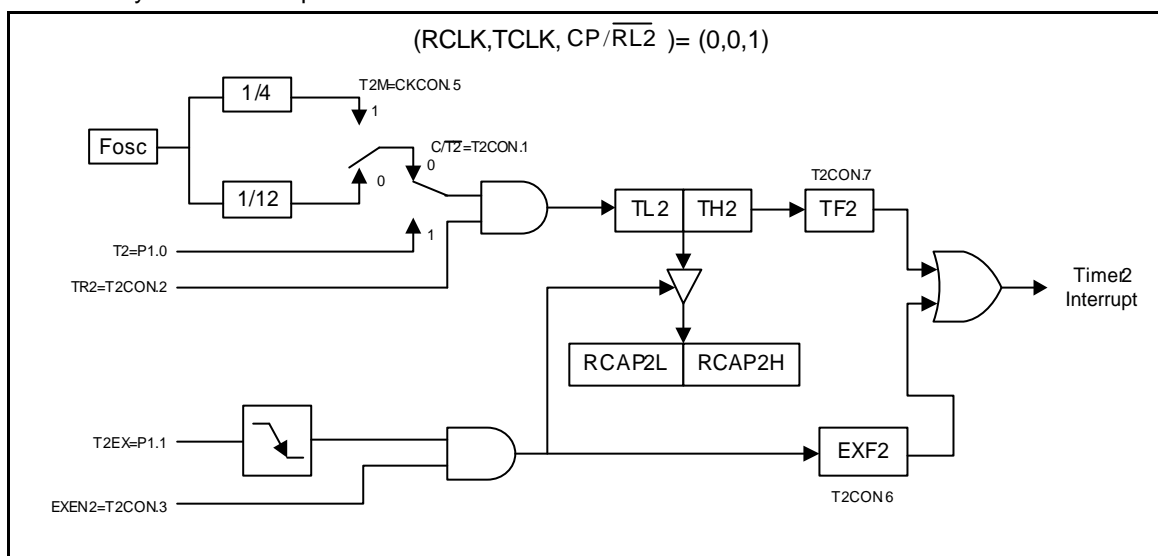 (RCLK,TCLK, CP/RL2 )= (0,0,1)
T2M=CKCON.5
1/4
1
Fosc
C/T2=T2CON.1
0
0
1/12
T2CON.7
TL2 TH2
TF2
1
T2=P1.0
TR2=T2CON.2
Timer2
Interrupt
RCAP2L RCAP2H
T2EX=P1.1
EXF2
EXEN2=T2CON.3
T2CON6